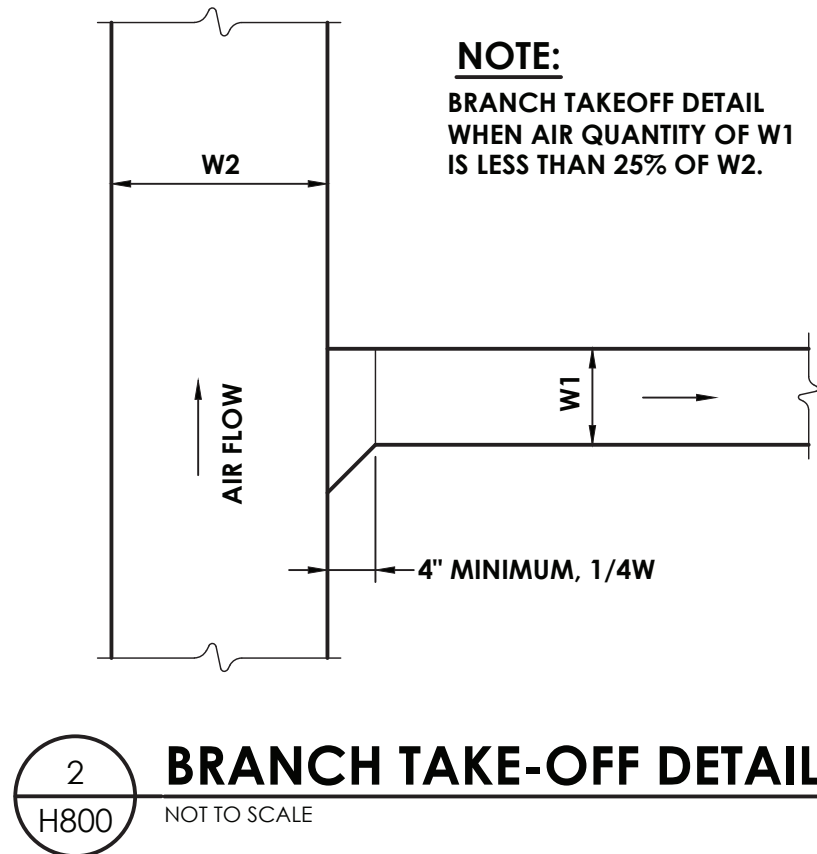 NOTE:
BRANCH TAKEOFF DETAIL
WHEN AIR QUANTITY OF W1
IS LESS THAN 25% OF W2.
W2
W1
AIR FLOW
4" MINIMUM, 1/4W
2
H800
BRANCH TAKE-OFF DETAIL
NOT TO SCALE